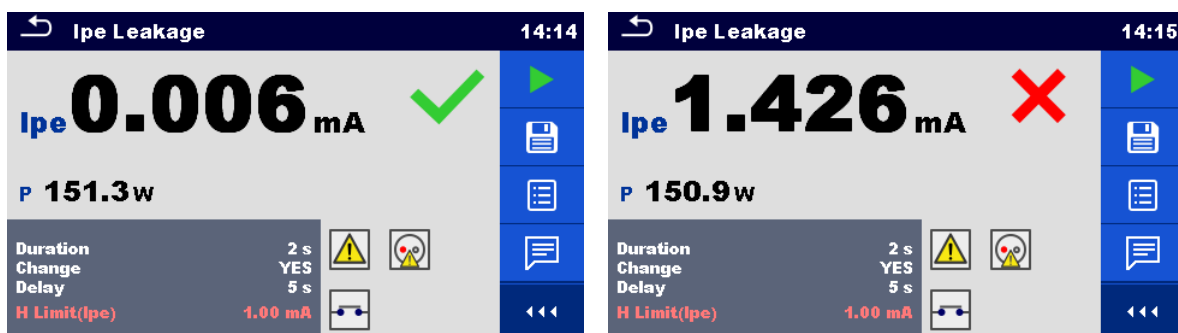 Ipe Leakage 14:14
Ipe 0.006 mA
P 151.3 W
Duration 2 s
Change YES
Delay 5 s
H Limit(Ipe) 1.00 mA
Ipe Leakage 14:15
Ipe 1.426 mA
P 150.9 W
Duration 2 s
Change YES
Delay 5 s
H Limit(Ipe) 1.00 mA